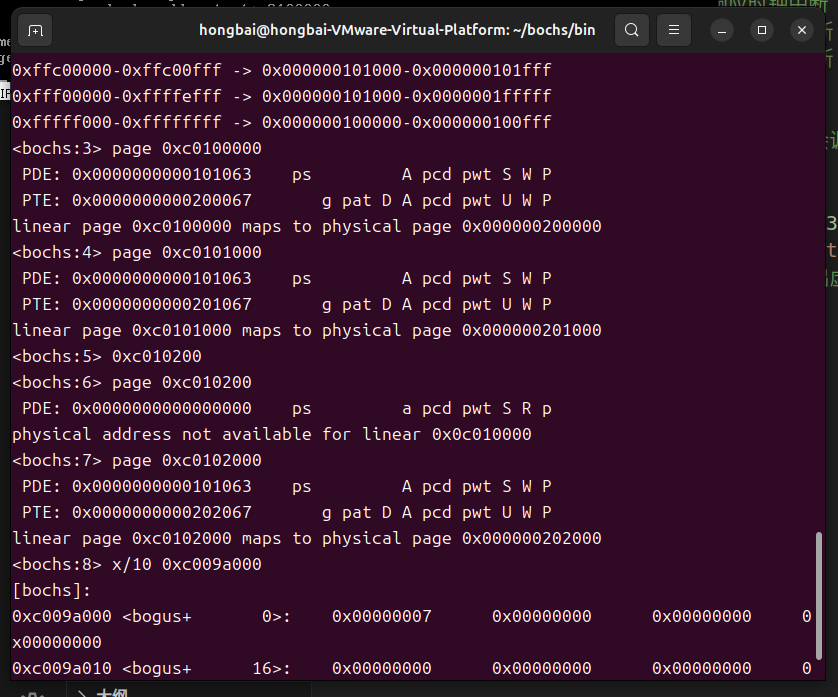 hongbai@hongbai-VMware-Virtual-Platform: ~/bochs/bin
0xffc00000-0xffc00fff -> 0x000000101000-0x000000101fff
0xfff00000-0xffffefff -> 0x000000101000-0x0000001fffff
0xfffff000-0xffffffff -> 0x000000100000-0x000000100fff
<bochs:3> page 0xc0100000
 PDE: 0x0000000000101063    ps         A pcd pwt S W P
 PTE: 0x0000000000200067       g pat D A pcd pwt U W P
linear page 0xc0100000 maps to physical page 0x000000200000
<bochs:4> page 0xc0101000
 PDE: 0x0000000000101063    ps         A pcd pwt S W P
 PTE: 0x0000000000201067       g pat D A pcd pwt U W P
linear page 0xc0101000 maps to physical page 0x000000201000
<bochs:5> 0xc010200
<bochs:6> page 0xc010200
 PDE: 0x0000000000000000    ps         a pcd pwt S R p
physical address not available for linear 0x0c010000
<bochs:7> page 0xc0102000
 PDE: 0x0000000000101063    ps         A pcd pwt S W P
 PTE: 0x0000000000202067       g pat D A pcd pwt U W P
linear page 0xc0102000 maps to physical page 0x000000202000
<bochs:8> x/10 0xc009a000
[bochs]:
0xc009a000 <bogus+       0>:    0x00000007      0x00000000      0x00000000      0
x00000000
0xc009a010 <bogus+      16>:    0x00000000      0x00000000      0x00000000      0
大纲